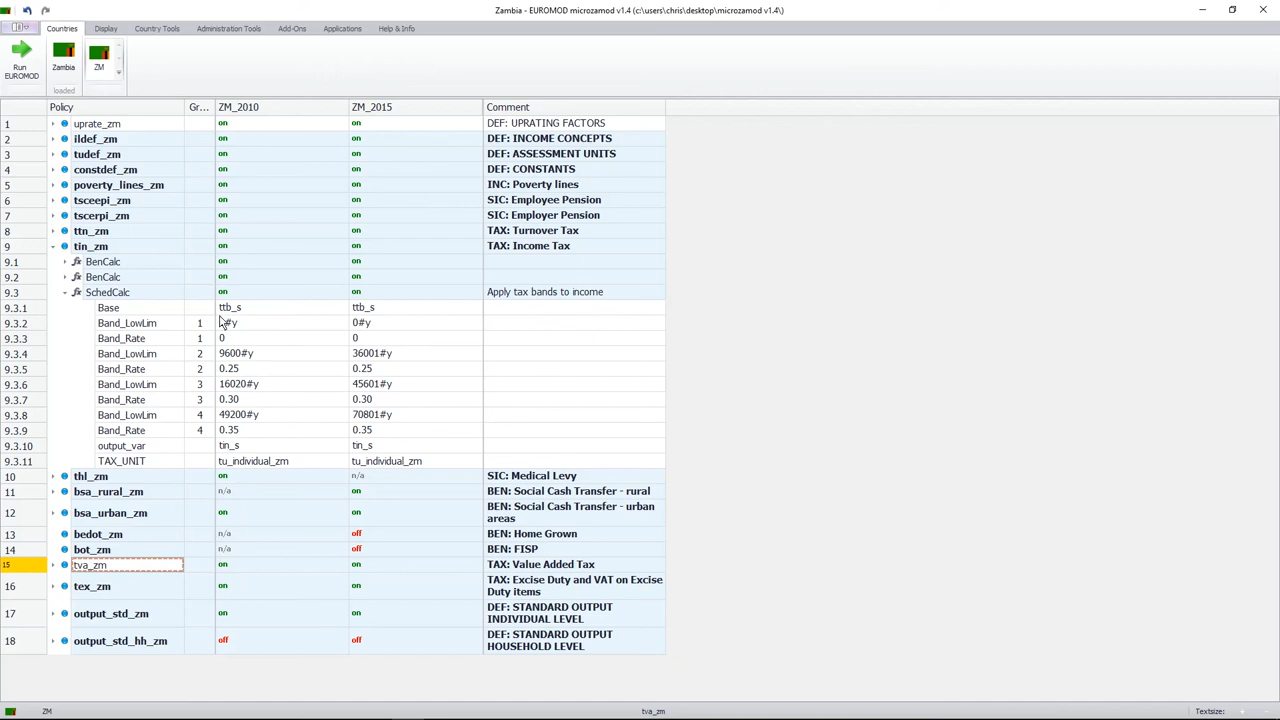 Zambia - EUROMOD microzamod v1.4 (c:\users\chris\desktop\microzamod v1.4\)
Countries Display Country Tools Administration Tools Add-Ons Applications Help & Info
Run EUROMOD
Zambia
ZM
loaded
Policy Gr... ZM_2010 ZM_2015 Comment
1 uprate_zm on on DEF: UPRATING FACTORS
2 ildef_zm on on DEF: INCOME CONCEPTS
3 tudef_zm on on DEF: ASSESSMENT UNITS
4 constdef_zm on on DEF: CONSTANTS
5 poverty_lines_zm on on INC: Poverty lines
6 tsceepi_zm on on SIC: Employee Pension
7 tscerpi_zm on on SIC: Employer Pension
8 ttn_zm on on TAX: Turnover Tax
9 tin_zm on on TAX: Income Tax
9.1 fx BenCalc on on
9.2 fx BenCalc on on
9.3 fx SchedCalc on on Apply tax bands to income
9.3.1 Base ttb_s ttb_s
9.3.2 Band_LowLim 1 #y 0#y
9.3.3 Band_Rate 1 0 0
9.3.4 Band_LowLim 2 9600#y 36001#y
9.3.5 Band_Rate 2 0.25 0.25
9.3.6 Band_LowLim 3 16020#y 45601#y
9.3.7 Band_Rate 3 0.30 0.30
9.3.8 Band_LowLim 4 49200#y 70801#y
9.3.9 Band_Rate 4 0.35 0.35
9.3.10 output_var tin_s tin_s
9.3.11 TAX_UNIT tu_individual_zm tu_individual_zm
10 thl_zm on n/a SIC: Medical Levy
11 bsa_rural_zm n/a on BEN: Social Cash Transfer - rural
12 bsa_urban_zm on on BEN: Social Cash Transfer - urban
areas
13 bedot_zm n/a off BEN: Home Grown
14 bot_zm n/a off BEN: FISP
15 tva_zm on on TAX: Value Added Tax
16 tex_zm on on TAX: Excise Duty and VAT on Excise
Duty items
17 output_std_zm on on DEF: STANDARD OUTPUT
INDIVIDUAL LEVEL
18 output_std_hh_zm off off DEF: STANDARD OUTPUT
HOUSEHOLD LEVEL
ZM tva_zm Textsize: